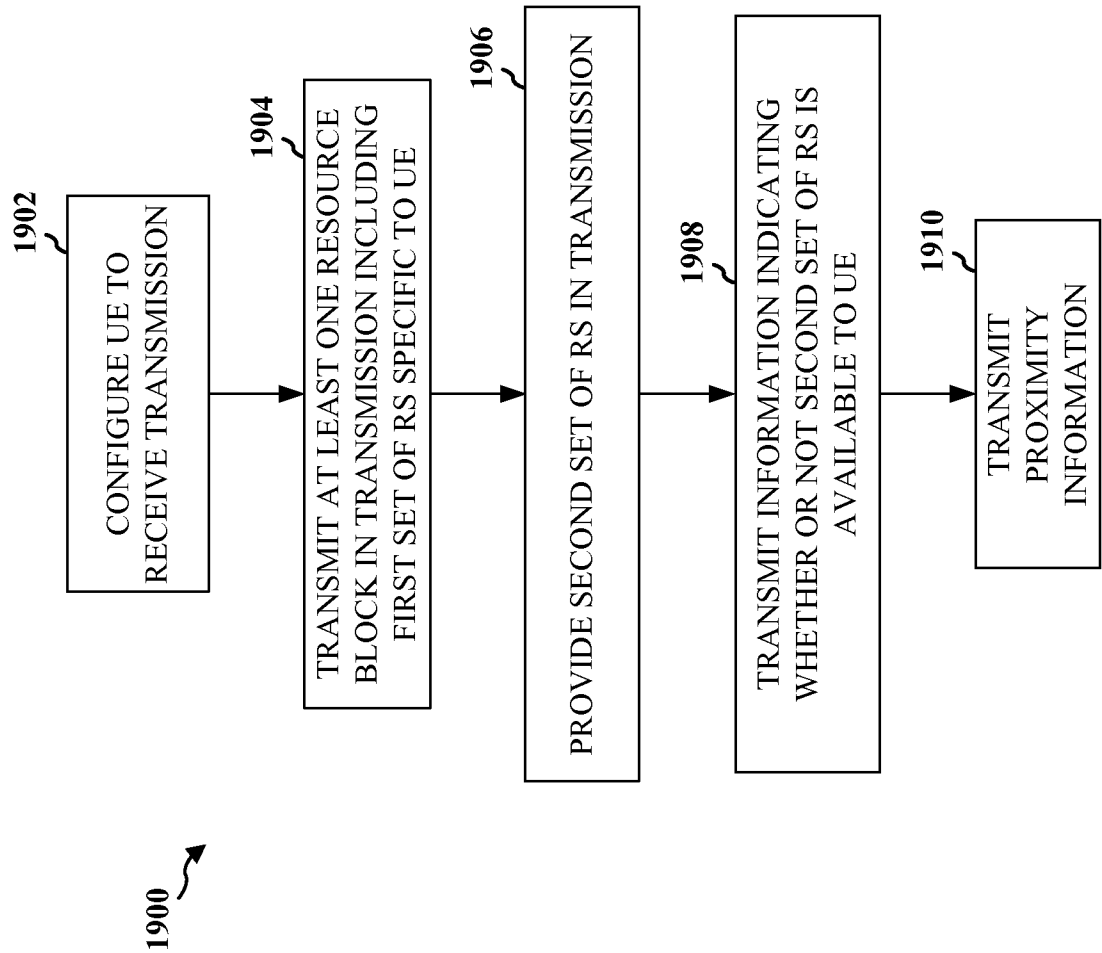 1900
1902
CONFIGURE UE TO
RECEIVE TRANSMISSION
1904
TRANSMIT AT LEAST ONE RESOURCE
BLOCK IN TRANSMISSION INCLUDING
FIRST SET OF RS SPECIFIC TO UE
1906
PROVIDE SECOND SET OF RS IN TRANSMISSION
1908
TRANSMIT INFORMATION INDICATING
WHETHER OR NOT SECOND SET OF RS IS
AVAILABLE TO UE
1910
TRANSMIT
PROXIMITY
INFORMATION